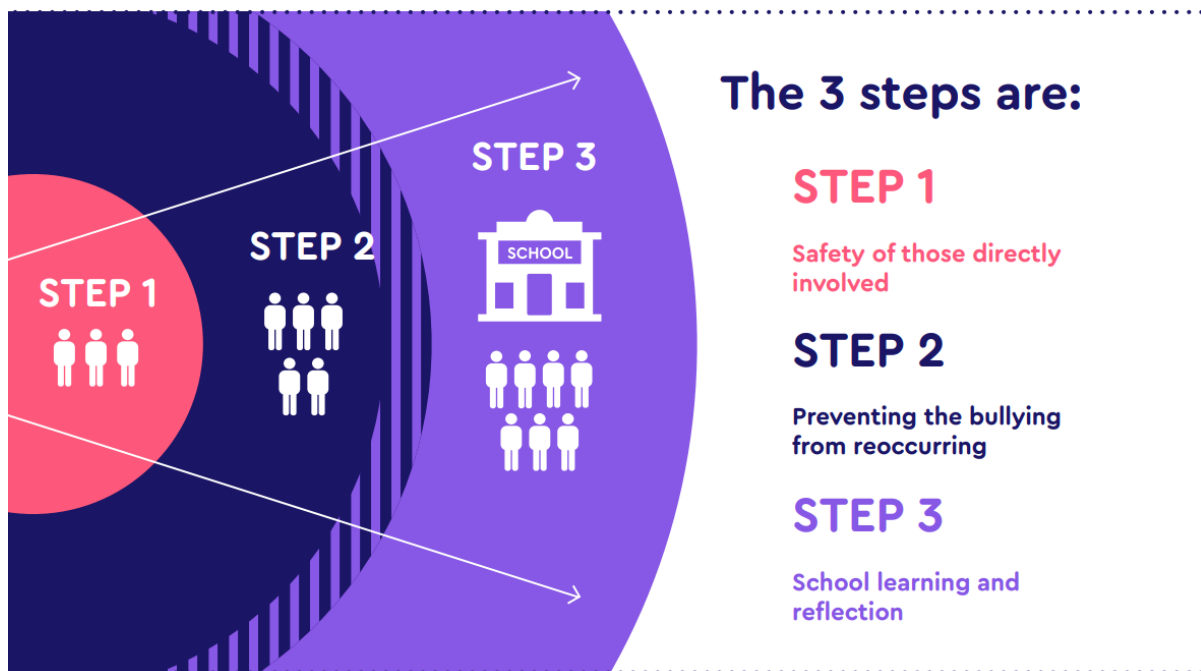 The 3 steps are:
STEP 1
STEP 2
STEP 3
SCHOOL
STEP 1
Safety of those directly
involved
STEP 2
Preventing the bullying
from reoccurring
STEP 3
School learning and
reflection